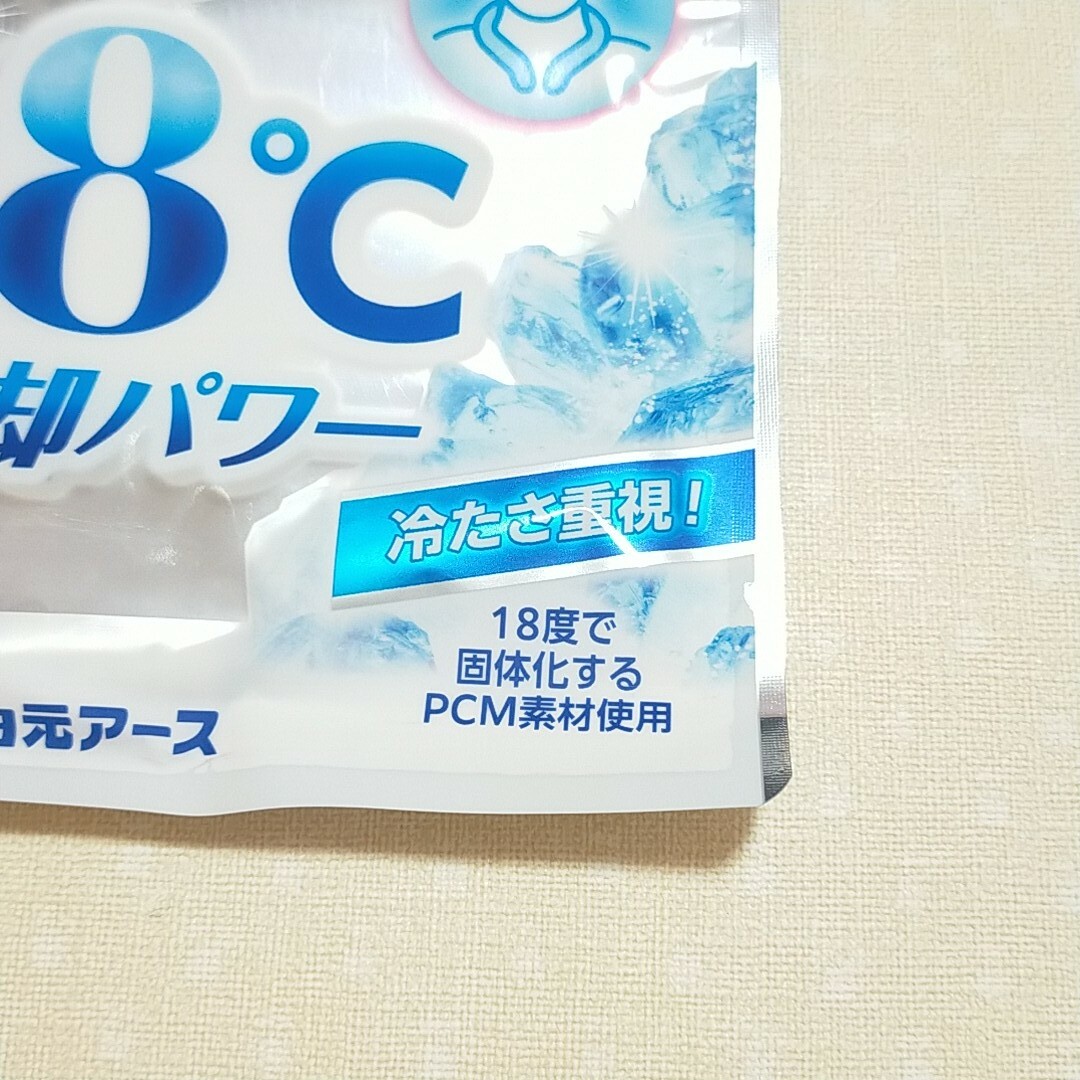 8℃
却パワー
冷たさ重視！
18度で
固体化する
PCM素材使用
元アース